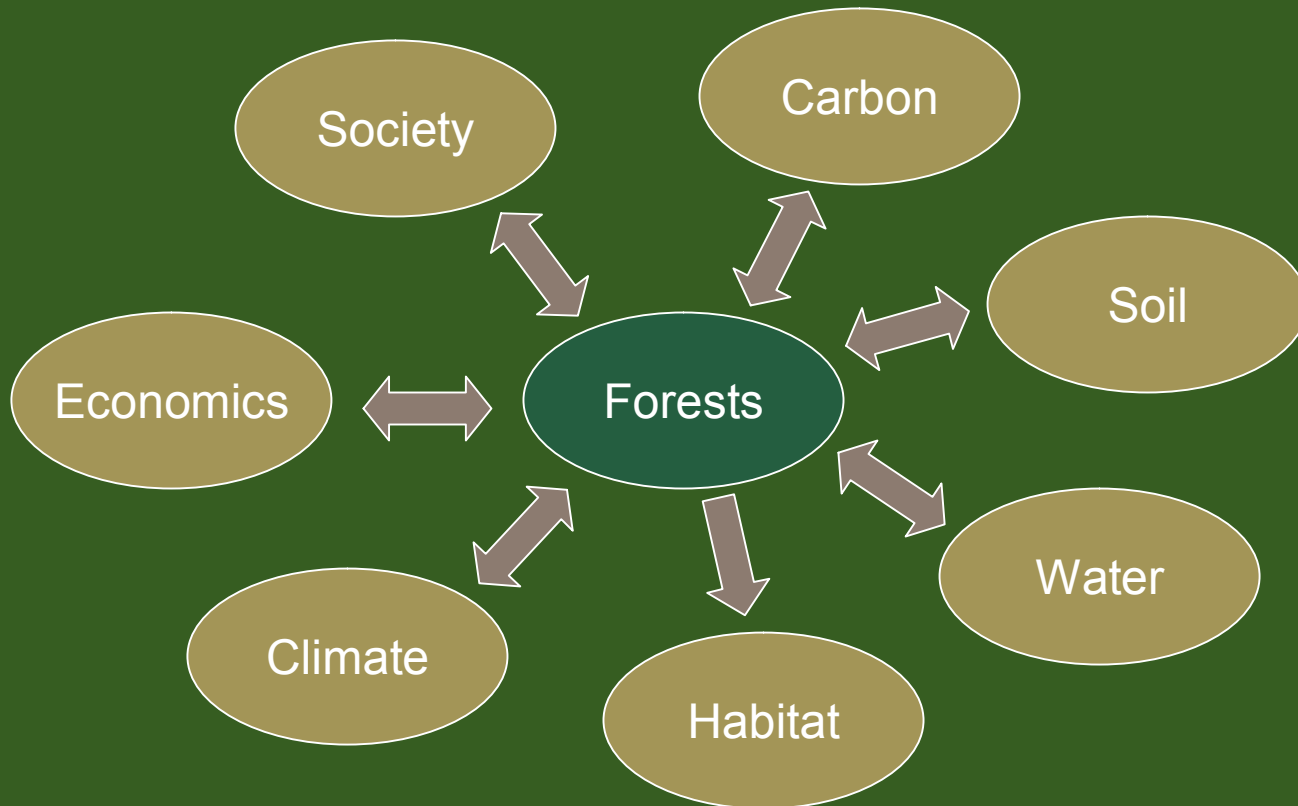 Carbon
Society
Soil
Economics
Forests
Water
Climate
Habitat